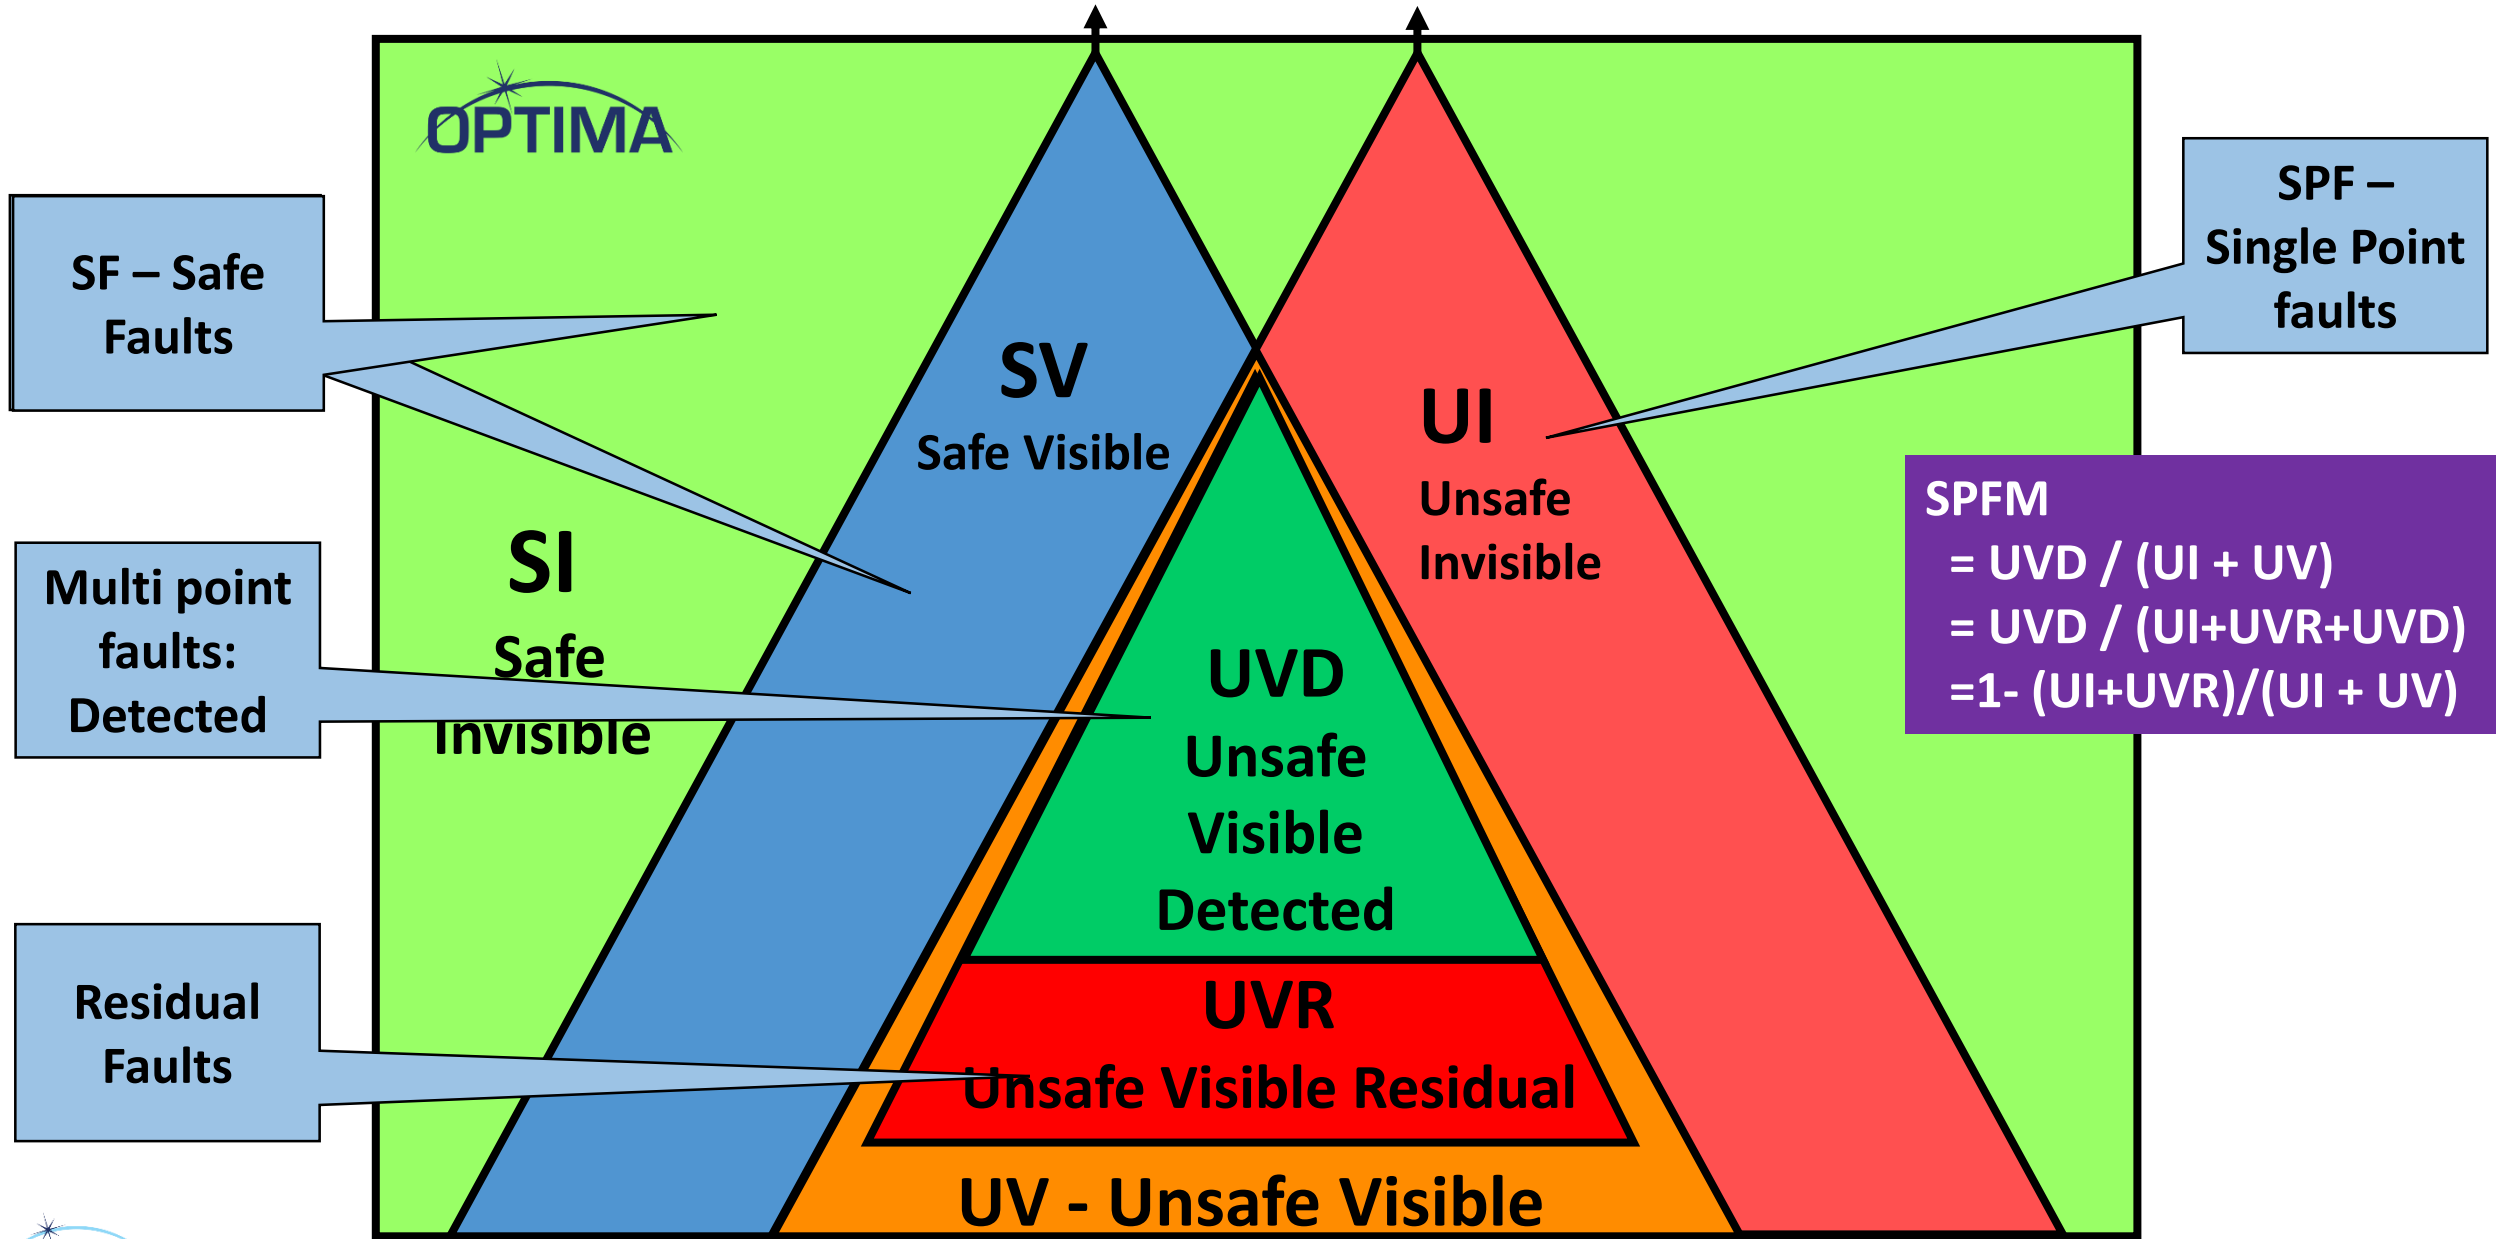 OPTIMA
SF – Safe
Faults
SPF –
Single Point
faults
SV
Safe Visible
UI
Unsafe
Invisible
SPFM
= UVD / (UI + UV)
= UVD / (UI+UVR+UVD)
=1- (UI+UVR)/(UI + UV)
SI
Safe
Invisible
Multi point
faults:
Detected
UVD
Unsafe
Visible
Detected
Residual
Faults
UVR
Unsafe Visible Residual
UV - Unsafe Visible